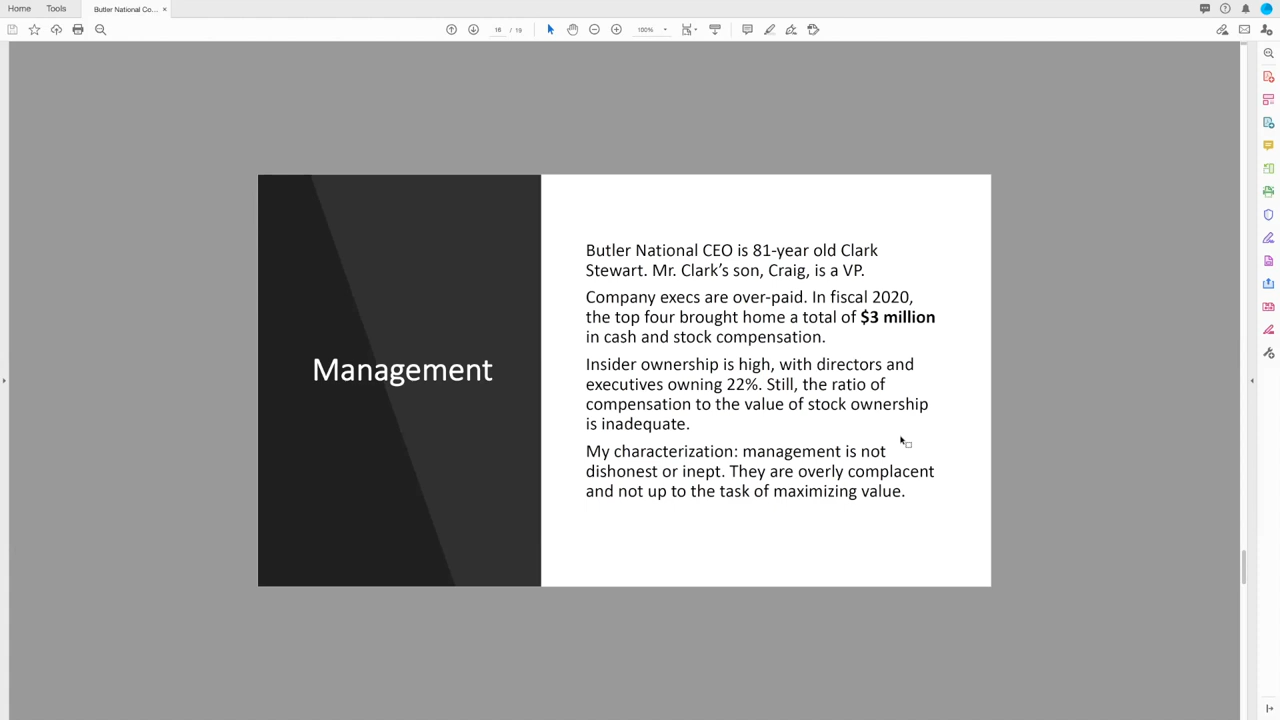 Home
Tools
Butler National Co... ×
16 / 19
100%
Management
Butler National CEO is 81-year old Clark
Stewart. Mr. Clark’s son, Craig, is a VP.
Company execs are over-paid. In fiscal 2020,
the top four brought home a total of $3 million
in cash and stock compensation.
Insider ownership is high, with directors and
executives owning 22%. Still, the ratio of
compensation to the value of stock ownership
is inadequate.
My characterization: management is not
dishonest or inept. They are overly complacent
and not up to the task of maximizing value.